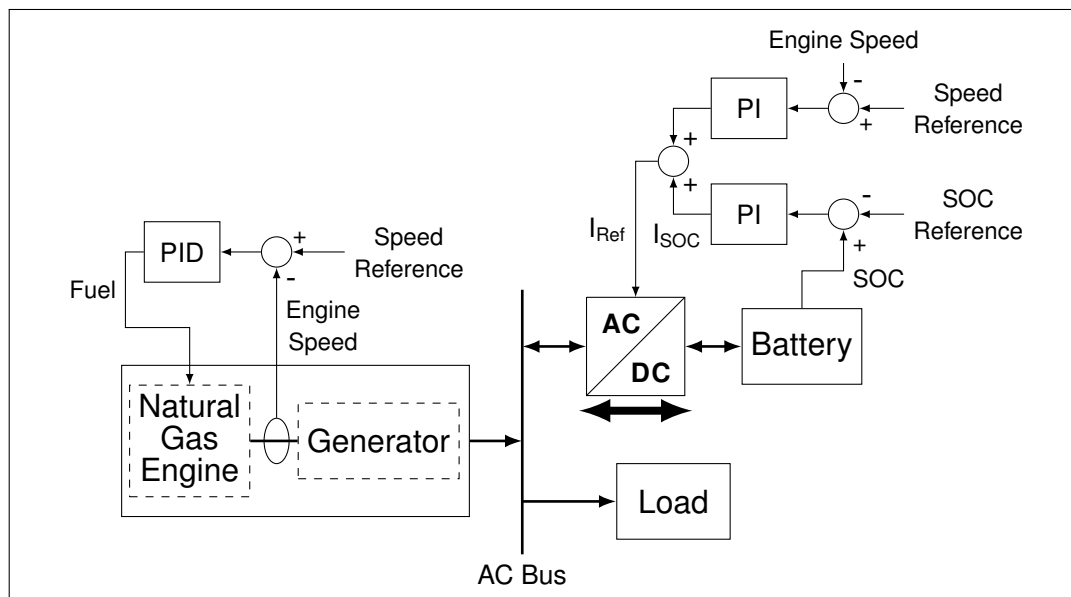 Engine Speed
-
PI
+
Speed
Reference
+
+
PI
-
+
SOC
Reference
I_Ref
I_SOC
SOC
PID
+
-
Speed
Reference
Fuel
Engine
Speed
AC
DC
Battery
Natural
Gas
Engine
Generator
Load
AC Bus